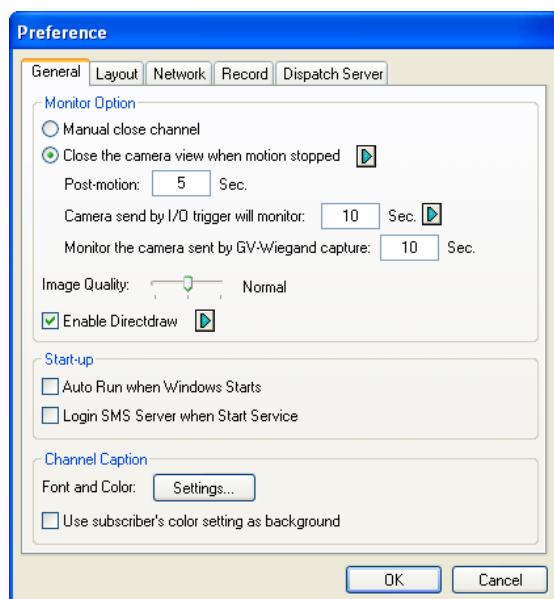 Preference
General Layout Network Record Dispatch Server
Monitor Option
Manual close channel
Close the camera view when motion stopped
Post-motion: 5 Sec.
Camera send by I/O trigger will monitor: 10 Sec.
Monitor the camera sent by GV-Wiegand capture: 10 Sec.
Image Quality: Normal
Enable Directdraw
Start-up
Auto Run when Windows Starts
Login SMS Server when Start Service
Channel Caption
Font and Color: Settings...
Use subscriber's color setting as background
OK Cancel